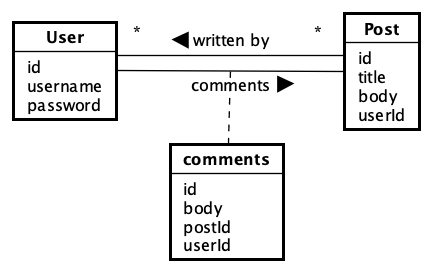 User
id
username
password
* ◀ written by *
comments ▶
Post
id
title
body
userId
comments
id
body
postId
userId